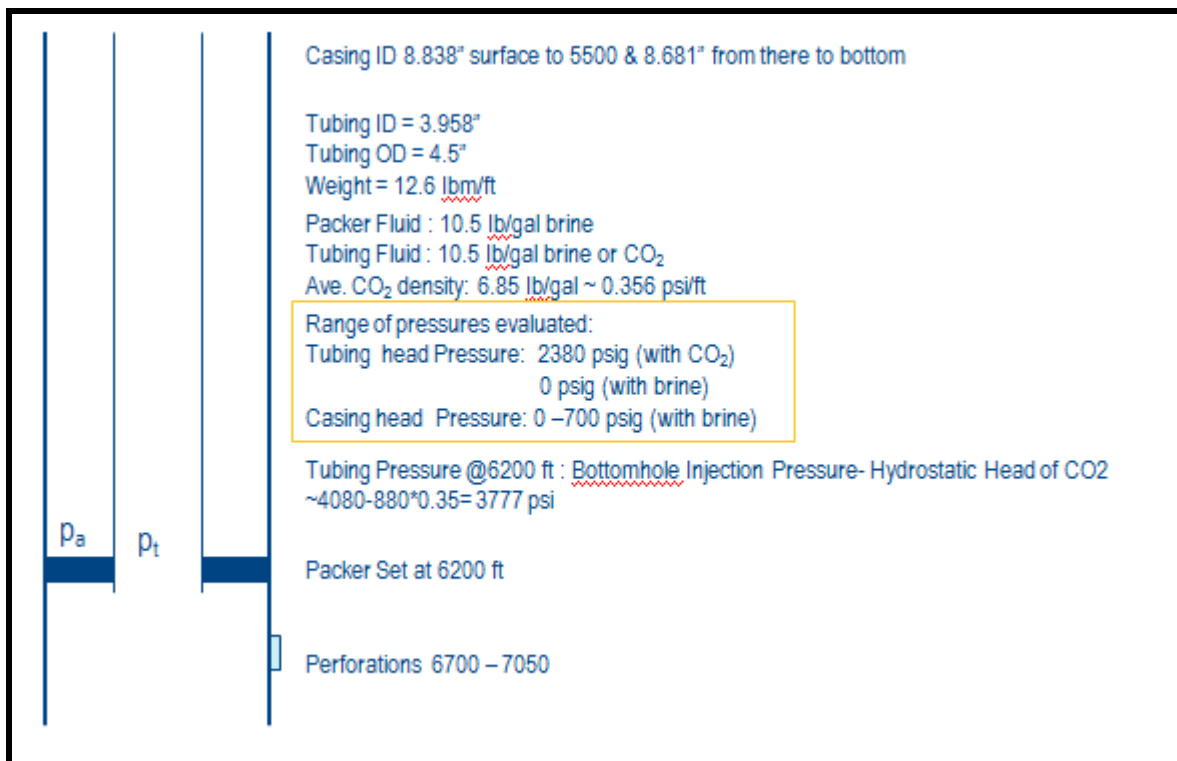 Casing ID 8.838" surface to 5500 & 8.681" from there to bottom
Tubing ID = 3.958"
Tubing OD = 4.5"
Weight = 12.6 lbm/ft
Packer Fluid : 10.5 lb/gal brine
Tubing Fluid : 10.5 lb/gal brine or CO₂
Ave. CO₂ density: 6.85 lb/gal ~ 0.356 psi/ft
Range of pressures evaluated:
Tubing head Pressure: 2380 psig (with CO₂)
0 psig (with brine)
Casing head Pressure: 0 –700 psig (with brine)
Tubing Pressure @6200 ft : Bottomhole Injection Pressure- Hydrostatic Head of CO2
~4080-880*0.35= 3777 psi
pₐ pₜ
Packer Set at 6200 ft
Perforations 6700 – 7050